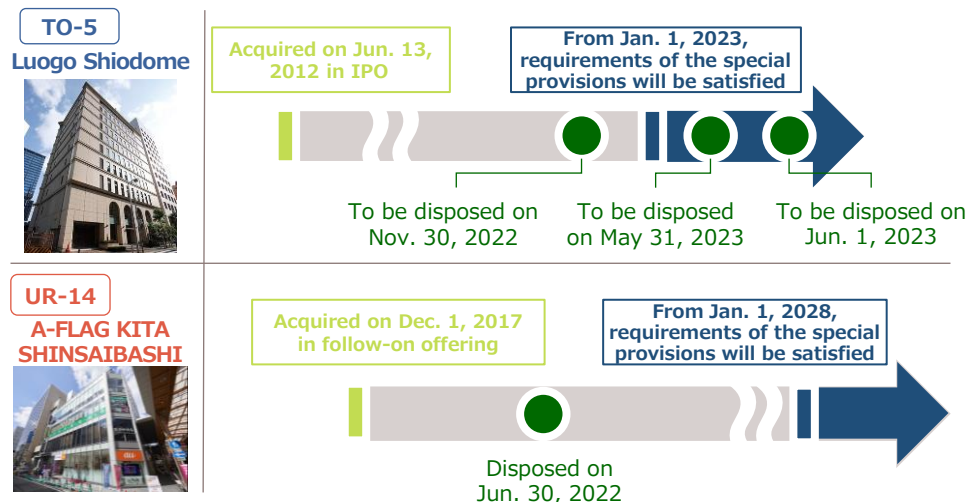 TO-5
Luogo Shiodome
Acquired on Jun. 13,
2012 in IPO
From Jan. 1, 2023,
requirements of the special
provisions will be satisfied
To be disposed on
Nov. 30, 2022
To be disposed
on May 31, 2023
To be disposed on
Jun. 1, 2023
UR-14
A-FLAG KITA
SHINSAIBASHI
Acquired on Dec. 1, 2017
in follow-on offering
From Jan. 1, 2028,
requirements of the special
provisions will be satisfied
Disposed on
Jun. 30, 2022
au